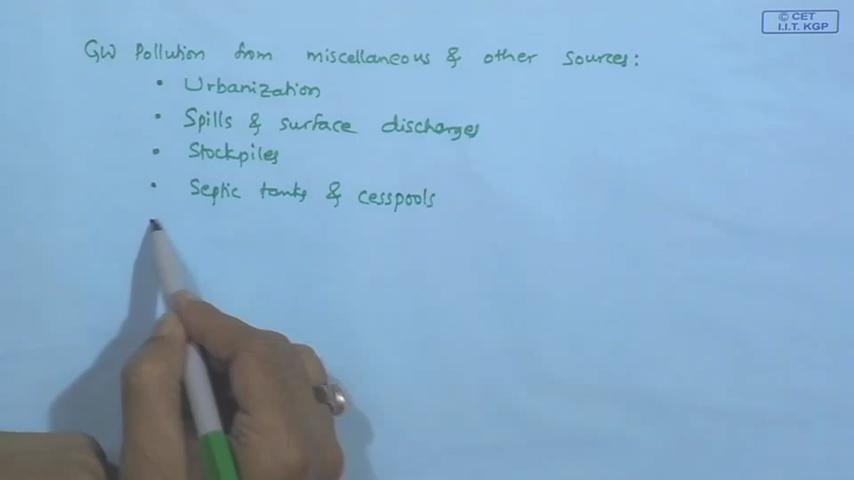 © CET
I.I.T. KGP
GW Pollution from miscellaneous & other sources:
• Urbanization
• Spills & surface discharges
• Stockpiles
• Septic tanks & cesspools